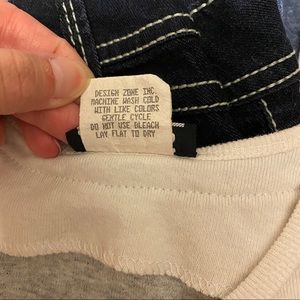 DESIGN ZONE INC.
MACHINE WASH COLD
WITH LIKE COLORS
GENTLE CYCLE
DO NOT USE BLEACH
LAY FLAT TO DRY